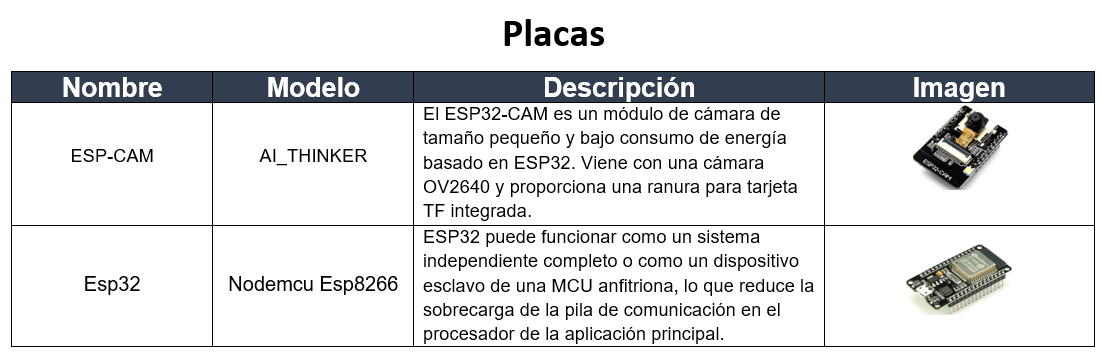 Placas
Nombre Modelo Descripción Imagen
ESP-CAM AI_THINKER
El ESP32-CAM es un módulo de cámara de
tamaño pequeño y bajo consumo de energía
basado en ESP32. Viene con una cámara
OV2640 y proporciona una ranura para tarjeta
TF integrada.
ESP32-CAM
Esp32 Nodemcu Esp8266
ESP32 puede funcionar como un sistema
independiente completo o como un dispositivo
esclavo de una MCU anfitriona, lo que reduce la
sobrecarga de la pila de comunicación en el
procesador de la aplicación principal.